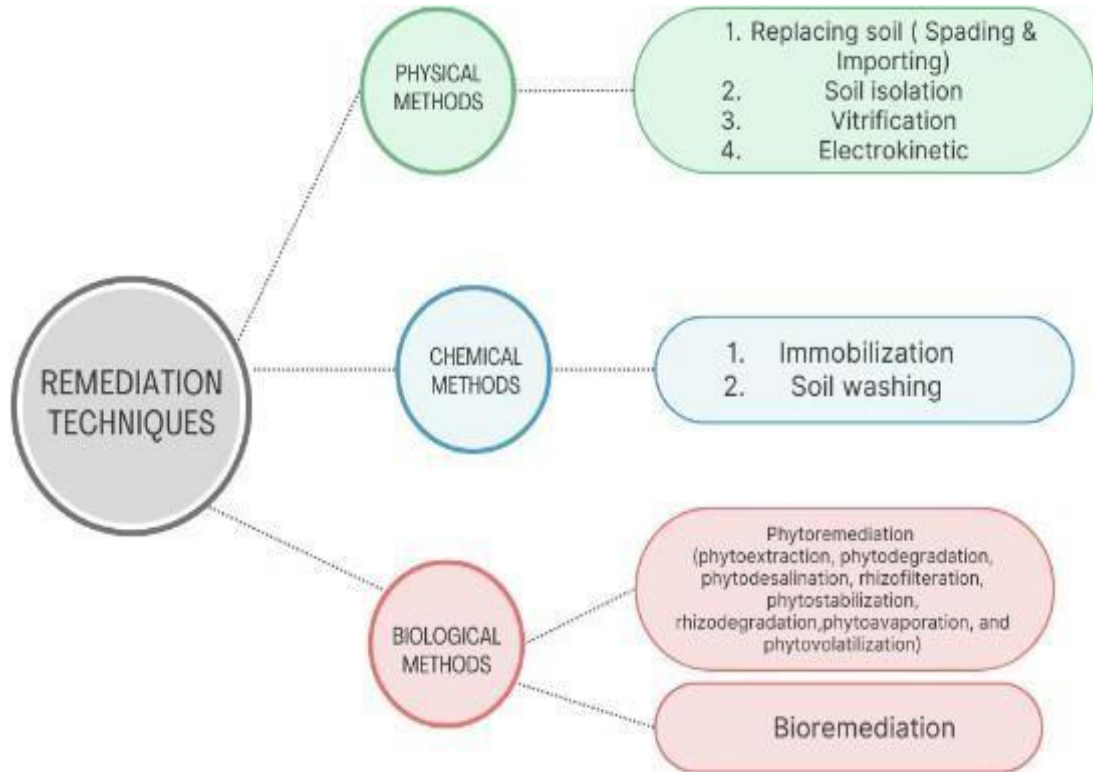 REMEDIATION
TECHNIQUES
PHYSICAL
METHODS
1. Replacing soil ( Spading &
Importing)
2. Soil isolation
3. Vitrification
4. Electrokinetic
CHEMICAL
METHODS
1. Immobilization
2. Soil washing
BIOLOGICAL
METHODS
Phytoremediation
(phytoextraction, phytodegradation,
phytodesalination, rhizofilteration,
phytostabilization,
rhizodegradation,phytoavaporation, and
phytovolatilization)
Bioremediation